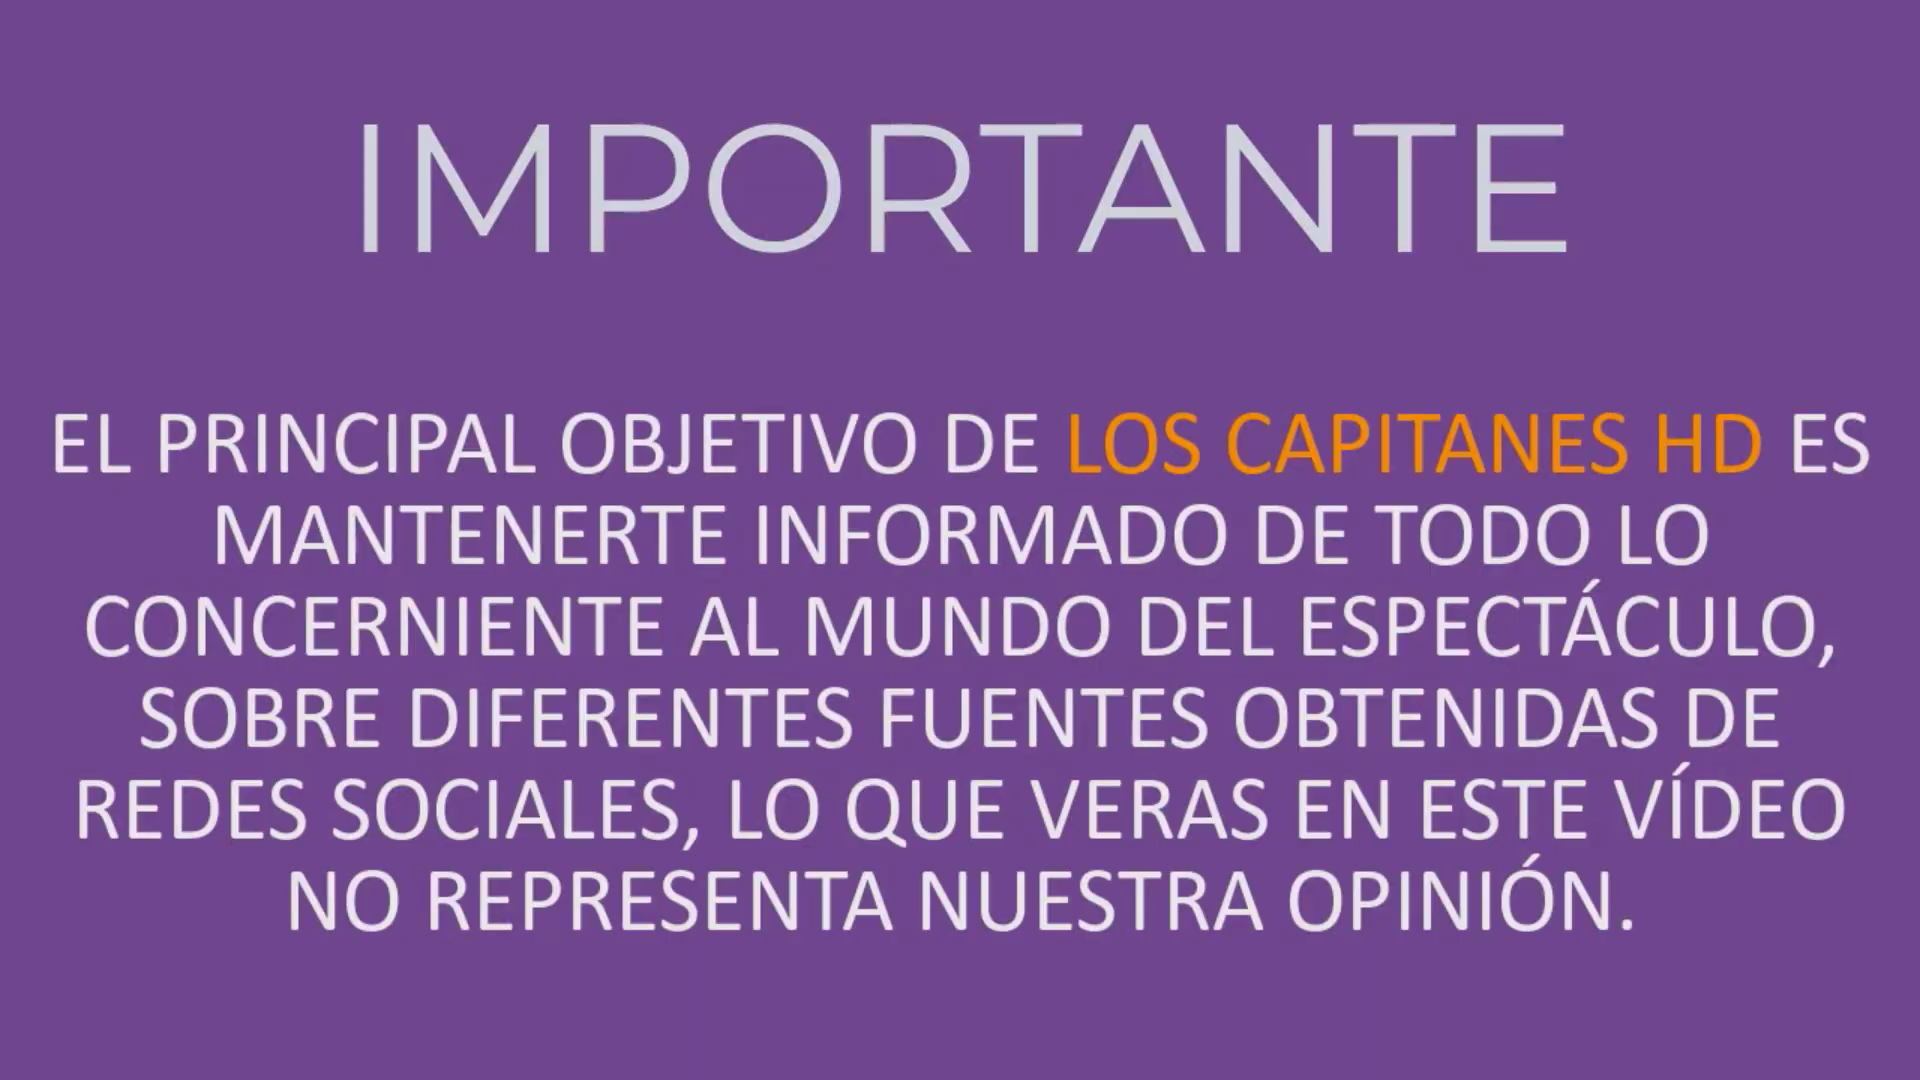 IMPORTANTE
EL PRINCIPAL OBJETIVO DE LOS CAPITANES HD ES
MANTENERTE INFORMADO DE TODO LO
CONCERNIENTE AL MUNDO DEL ESPECTÁCULO,
SOBRE DIFERENTES FUENTES OBTENIDAS DE
REDES SOCIALES, LO QUE VERAS EN ESTE VÍDEO
NO REPRESENTA NUESTRA OPINIÓN.